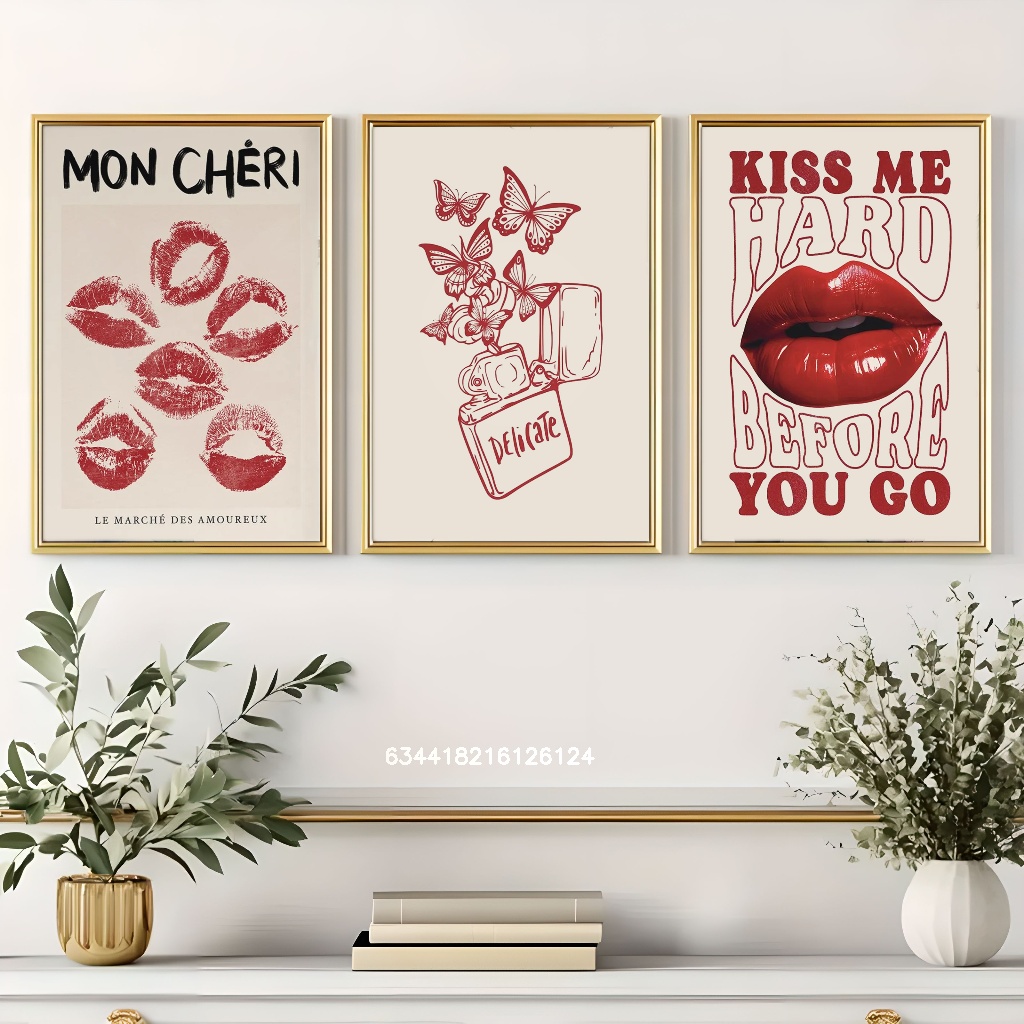 MON CHÉRI
LE MARCHÉ DES AMOUREUX
DELiCATE
KISS ME
HARD
BEFORE
YOU GO
634418216126124